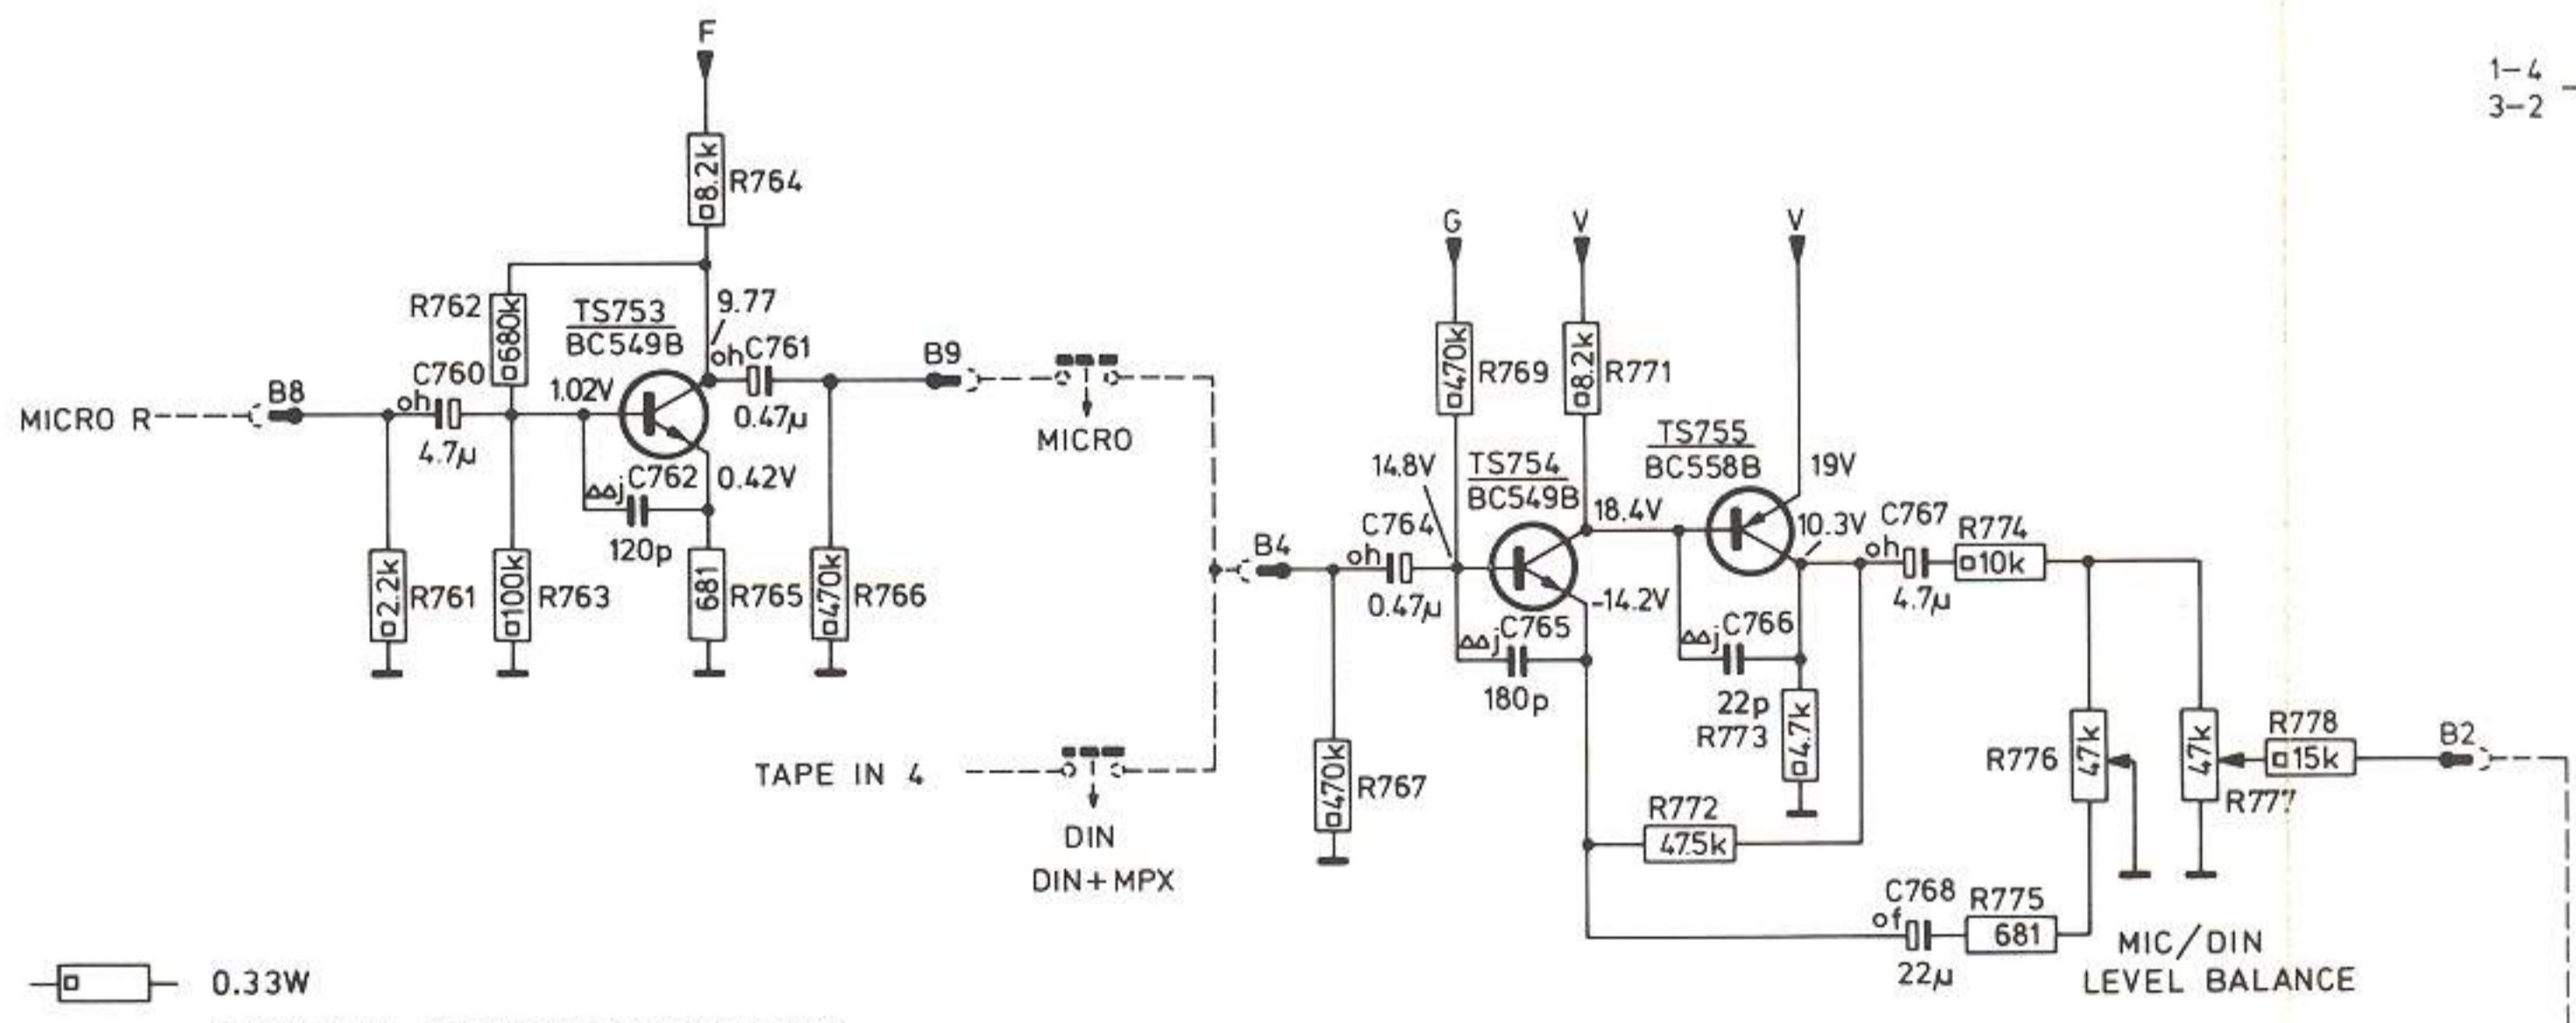 F
1-4
3-2
8.2k
R764
G
V
V
R762
680k
TS753
BC549B
9.77
C760
oh
4.7µ
1.02V
oh C761
0.47µ
B9
MICRO
MICRO R
B8
C762
j
120p
0.42V
2.2k
R761
100k
R763
681
R765
470k
R766
470k
R769
8.2k
R771
14.8V
TS754
BC549B
TS755
BC558B
19V
18.4V
10.3V
C764
oh
0.47µ
B4
-14.2V
j C765
180p
j C766
22p
C767
oh
4.7µ
R774
10k
R773
4.7k
470k
R767
TAPE IN 4
DIN
DIN+MPX
R772
47.5k
R776
47k
47k
R777
R778
15k
B2
C768
of
22µ
R775
681
MIC/DIN
LEVEL BALANCE
0.33W